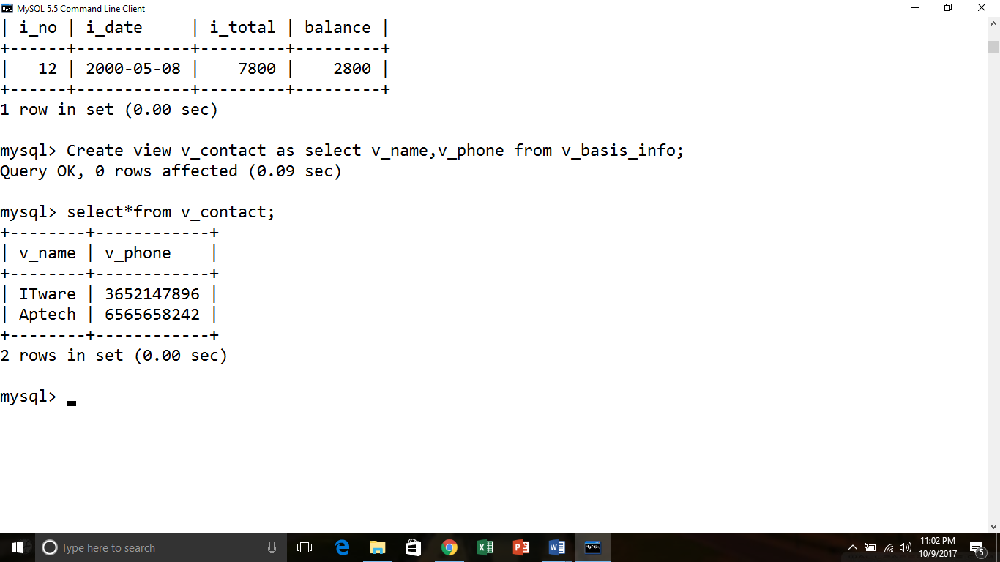 MySQL 5.5 Command Line Client
| i_no | i_date     | i_total | balance |
+------+------------+---------+---------+
|   12 | 2000-05-08 |    7800 |    2800 |
+------+------------+---------+---------+
1 row in set (0.00 sec)
mysql> Create view v_contact as select v_name,v_phone from v_basis_info;
Query OK, 0 rows affected (0.09 sec)
mysql> select*from v_contact;
+--------+------------+
| v_name | v_phone    |
+--------+------------+
| ITware | 3652147896 |
| Aptech | 6565658242 |
+--------+------------+
2 rows in set (0.00 sec)
mysql> _
Type here to search
11:02 PM
10/9/2017
5